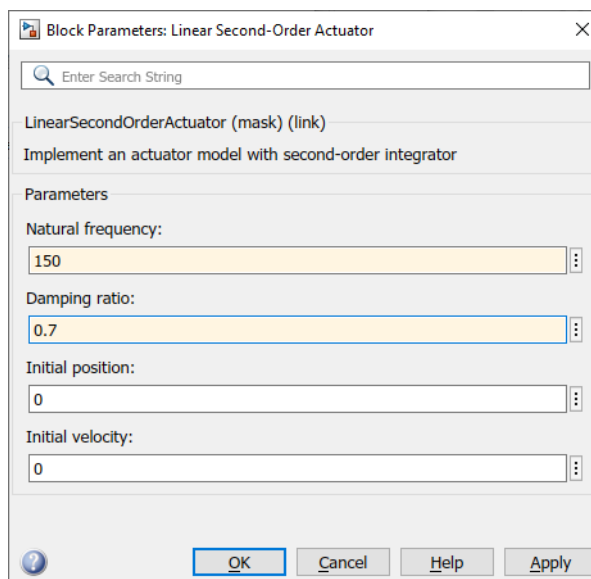 Block Parameters: Linear Second-Order Actuator
Enter Search String
LinearSecondOrderActuator (mask) (link)
Implement an actuator model with second-order integrator
Parameters
Natural frequency:
150
Damping ratio:
0.7
Initial position:
0
Initial velocity:
0
OK Cancel Help Apply